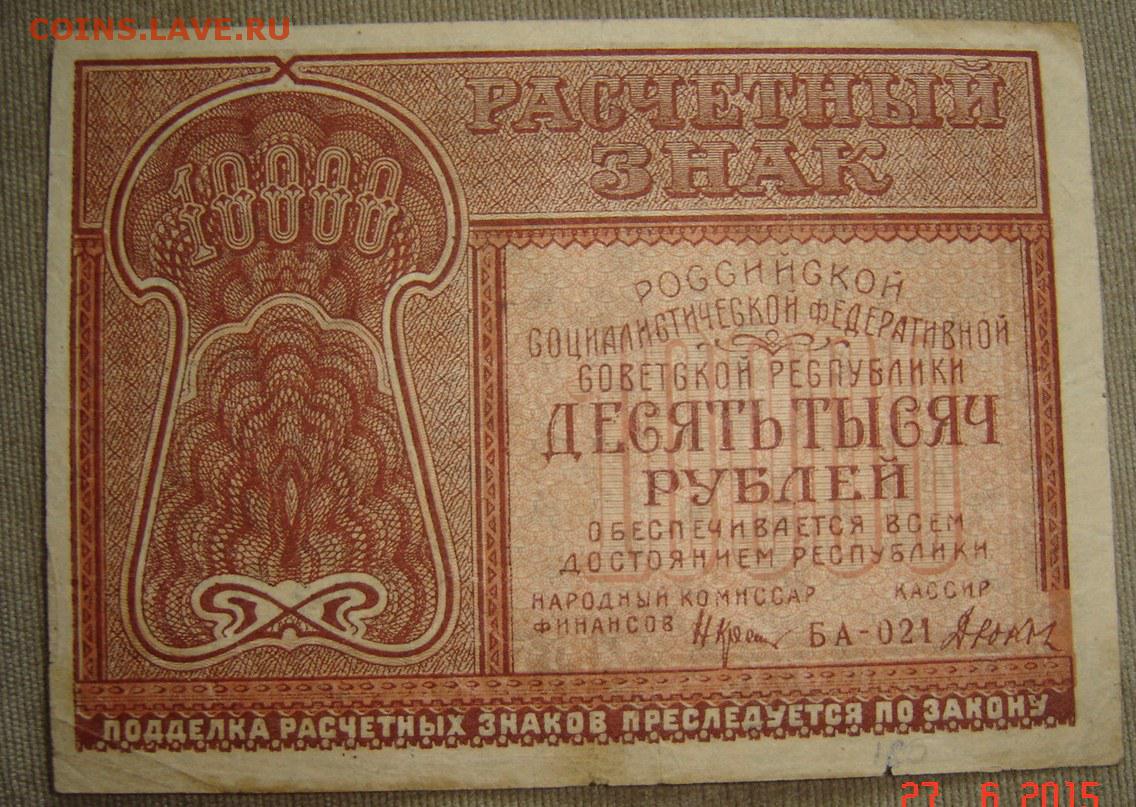 COINS.LAVE.RU
РАСЧЕТНЫЙ
ЗНАК
10000
РОССИЙСКОЙ
СОЦИАЛИСТИЧЕСКОЙ ФЕДЕРАТИВНОЙ
СОВЕТСКОЙ РЕСПУБЛИКИ
10000
ДЕСЯТЬ ТЫСЯЧ
РУБЛЕЙ
ОБЕСПЕЧИВАЕТСЯ ВСЕМ
ДОСТОЯНИЕМ РЕСПУБЛИКИ
НАРОДНЫЙ КОМИССАР КАССИР
ФИНАНСОВ БА-021
ПОДДЕЛКА РАСЧЕТНЫХ ЗНАКОВ ПРЕСЛЕДУЕТСЯ ПО ЗАКОНУ
27 6 2015